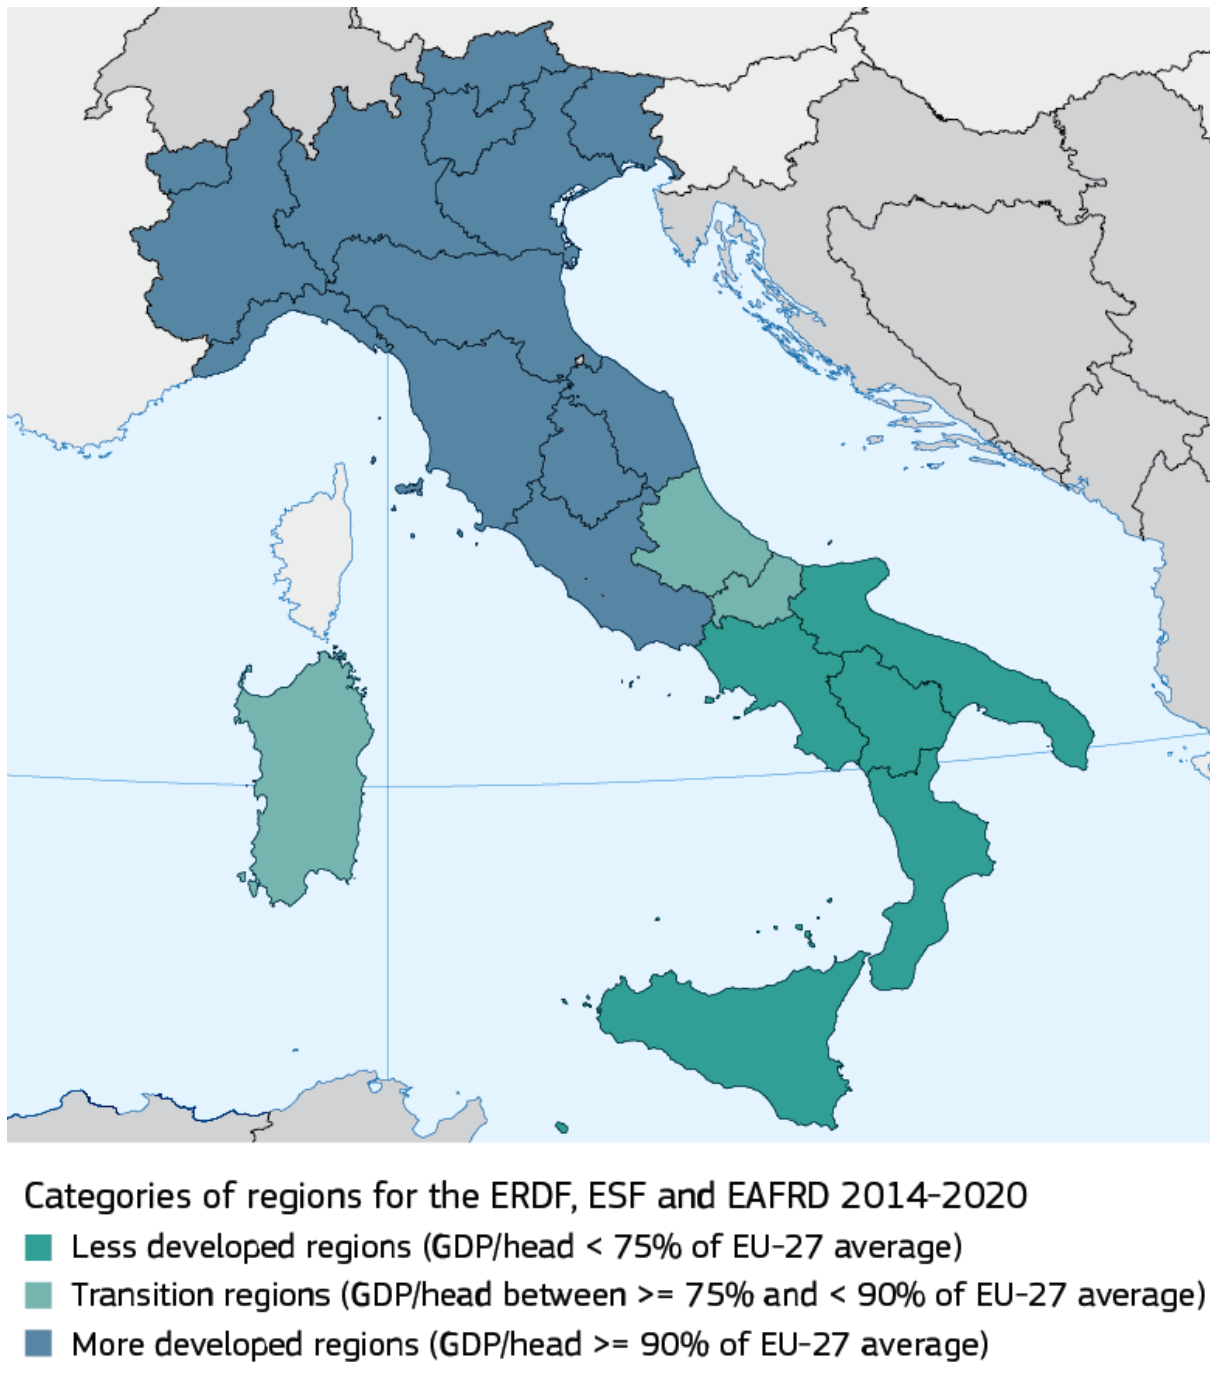 Categories of regions for the ERDF, ESF and EAFRD 2014-2020
Less developed regions (GDP/head < 75% of EU-27 average)
Transition regions (GDP/head between >= 75% and < 90% of EU-27 average)
More developed regions (GDP/head >= 90% of EU-27 average)